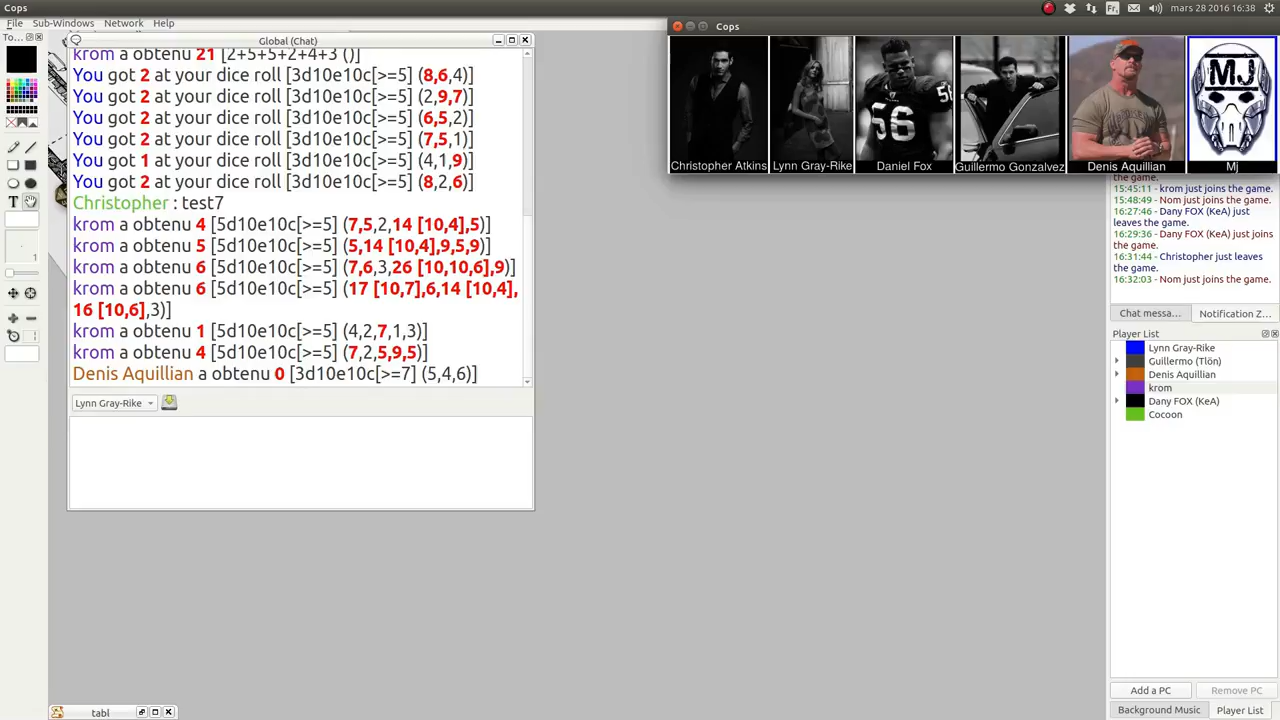 Cops
mars 28 2016 16:38
Fr
File Sub-Windows Network Help
To...
Global (Chat)
krom a obtenu 21 [2+5+5+2+4+3 ()]
You got 2 at your dice roll [3d10e10c[>=5] (8,6,4)]
You got 2 at your dice roll [3d10e10c[>=5] (2,9,7)]
You got 2 at your dice roll [3d10e10c[>=5] (6,5,2)]
You got 2 at your dice roll [3d10e10c[>=5] (7,5,1)]
You got 1 at your dice roll [3d10e10c[>=5] (4,1,9)]
You got 2 at your dice roll [3d10e10c[>=5] (8,2,6)]
Christopher : test7
krom a obtenu 4 [5d10e10c[>=5] (7,5,2,14 [10,4],5)]
krom a obtenu 5 [5d10e10c[>=5] (5,14 [10,4],9,5,9)]
krom a obtenu 6 [5d10e10c[>=5] (7,6,3,26 [10,10,6],9)]
krom a obtenu 6 [5d10e10c[>=5] (17 [10,7],6,14 [10,4],
16 [10,6],3)]
krom a obtenu 1 [5d10e10c[>=5] (4,2,7,1,3)]
krom a obtenu 4 [5d10e10c[>=5] (7,2,5,9,5)]
Denis Aquillian a obtenu 0 [3d10e10c[>=7] (5,4,6)]
Lynn Gray-Rike
T
1
tabl
Cops
56
5
MJ
Christopher Atkins Lynn Gray-Rike Daniel Fox Guillermo Gonzalvez Denis Aquillian Mj
15:45:11 - krom just joins the game.
15:48:49 - Nom just joins the game.
16:27:46 - Dany FOX (KeA) just
leaves the game.
16:29:36 - Dany FOX (KeA) just joins
the game.
16:31:44 - Christopher just leaves
the game.
16:32:03 - Nom just joins the game.
Chat messa... Notification Z...
Player List
Lynn Gray-Rike
Guillermo (Tlön)
Denis Aquillian
krom
Dany FOX (KeA)
Cocoon
Add a PC Remove PC
Background Music Player List